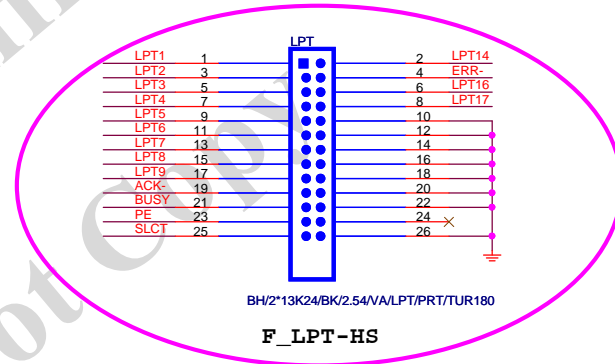 LPT
LPT1 1 2 LPT14
LPT2 3 4 ERR-
LPT3 5 6 LPT16
LPT4 7 8 LPT17
LPT5 9 10
LPT6 11 12
LPT7 13 14
LPT8 15 16
LPT9 17 18
ACK- 19 20
BUSY 21 22
PE 23 24
SLCT 25 26
BH/2*13K24/BK/2.54/VA/LPT/PRT/TUR180
F_LPT-HS
ot Copy